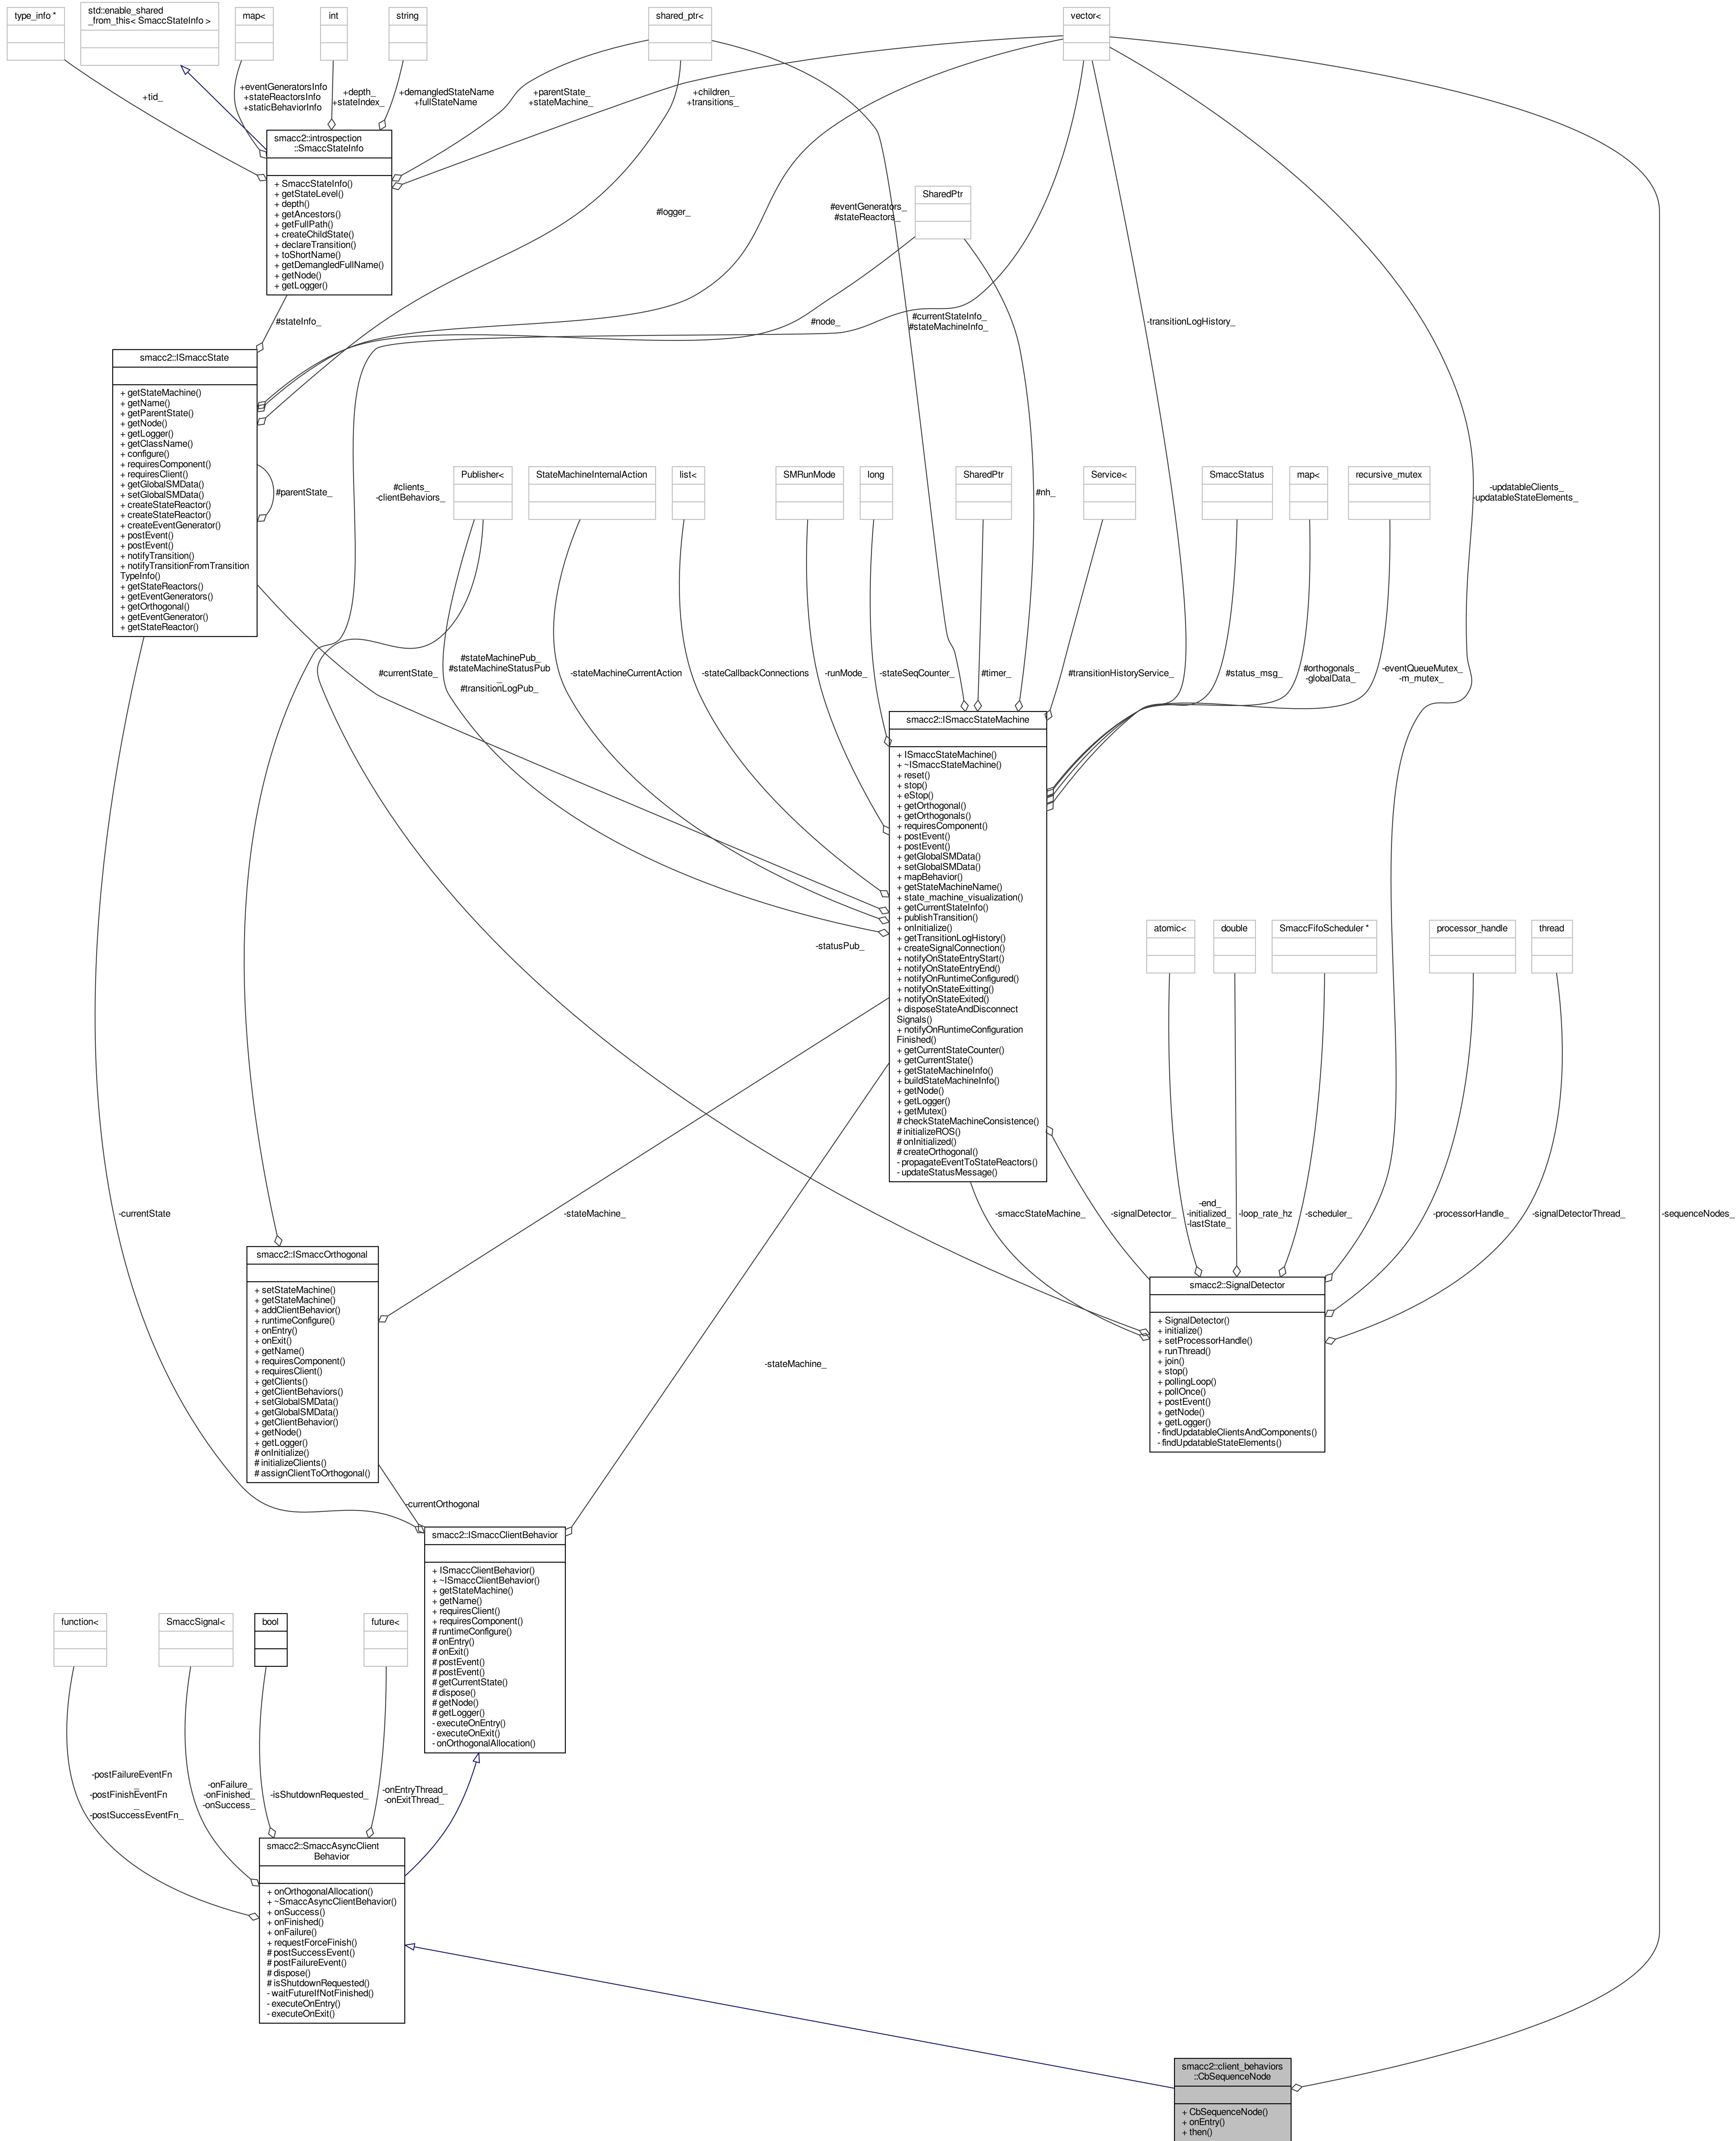 type_info *
std::enable_shared
_from_this< SmaccStateInfo >
map<
int
string
shared_ptr<
vector<
+tid_
+eventGeneratorsInfo
+stateReactorsInfo
+staticBehaviorInfo
+depth_
+stateIndex_
+demangledStateName
+fullStateName
+parentState_
+stateMachine_
+children_
+transitions_
smacc2::introspection
::SmaccStateInfo
+ SmaccStateInfo()
+ getStateLevel()
+ depth()
+ getAncestors()
+ getFullPath()
+ createChildState()
+ declareTransition()
+ toShortName()
+ getDemangledFullName()
+ getNode()
+ getLogger()
SharedPtr
#logger_
#eventGenerators_
#stateReactors_
#stateInfo_
#node_
#currentStateInfo_
#stateMachineInfo_
-transitionLogHistory_
smacc2::ISmaccState
+ getStateMachine()
+ getName()
+ getParentState()
+ getNode()
+ getLogger()
+ getClassName()
+ configure()
+ requiresComponent()
+ requiresClient()
+ getGlobalSMData()
+ setGlobalSMData()
+ createStateReactor()
+ createStateReactor()
+ createEventGenerator()
+ postEvent()
+ postEvent()
+ notifyTransition()
+ notifyTransitionFromTransition
TypeInfo()
+ getStateReactors()
+ getEventGenerators()
+ getOrthogonal()
+ getEventGenerator()
+ getStateReactor()
#parentState_
#clients_
-clientBehaviors_
Publisher<
StateMachineInternalAction
list<
SMRunMode
long
SharedPtr
#nh_
Service<
SmaccStatus
map<
recursive_mutex
-updatableClients_
-updatableStateElements_
#currentState_
#stateMachinePub_
#stateMachineStatusPub
_
#transitionLogPub_
-stateMachineCurrentAction
-stateCallbackConnections
-runMode_
-stateSeqCounter_
#timer_
#transitionHistoryService_
#status_msg_
#orthogonals_
-globalData_
-eventQueueMutex_
-m_mutex_
smacc2::ISmaccStateMachine
+ ISmaccStateMachine()
+ ~ISmaccStateMachine()
+ reset()
+ stop()
+ eStop()
+ getOrthogonal()
+ getOrthogonals()
+ requiresComponent()
+ postEvent()
+ postEvent()
+ getGlobalSMData()
+ setGlobalSMData()
+ mapBehavior()
+ getStateMachineName()
+ state_machine_visualization()
+ getCurrentStateInfo()
+ publishTransition()
+ onInitialize()
+ getTransitionLogHistory()
+ createSignalConnection()
+ notifyOnStateEntryStart()
+ notifyOnStateEntryEnd()
+ notifyOnRuntimeConfigured()
+ notifyOnStateExitting()
+ notifyOnStateExited()
+ disposeStateAndDisconnect
Signals()
+ notifyOnRuntimeConfiguration
Finished()
+ getCurrentStateCounter()
+ getCurrentState()
+ getStateMachineInfo()
+ buildStateMachineInfo()
+ getNode()
+ getLogger()
+ getMutex()
# checkStateMachineConsistence()
# initializeROS()
# onInitialized()
# createOrthogonal()
- propagateEventToStateReactors()
- updateStatusMessage()
-statusPub_
atomic<
double
SmaccFifoScheduler *
processor_handle
thread
-currentState
-stateMachine_
-smaccStateMachine_
-signalDetector_
-end_
-initialized_
-lastState_
-loop_rate_hz
-scheduler_
-processorHandle_
-signalDetectorThread_
-sequenceNodes_
smacc2::ISmaccOrthogonal
+ setStateMachine()
+ getStateMachine()
+ addClientBehavior()
+ runtimeConfigure()
+ onEntry()
+ onExit()
+ getName()
+ requiresComponent()
+ requiresClient()
+ getClients()
+ getClientBehaviors()
+ setGlobalSMData()
+ getGlobalSMData()
+ getClientBehavior()
+ getNode()
+ getLogger()
# onInitialize()
# initializeClients()
# assignClientToOrthogonal()
smacc2::SignalDetector
+ SignalDetector()
+ initialize()
+ setProcessorHandle()
+ runThread()
+ join()
+ stop()
+ pollingLoop()
+ pollOnce()
+ postEvent()
+ getNode()
+ getLogger()
- findUpdatableClientsAndComponents()
- findUpdatableStateElements()
-stateMachine_
-currentOrthogonal
smacc2::ISmaccClientBehavior
+ ISmaccClientBehavior()
+ ~ISmaccClientBehavior()
+ getStateMachine()
+ getName()
+ requiresClient()
+ requiresComponent()
# runtimeConfigure()
# onEntry()
# onExit()
# postEvent()
# postEvent()
# getCurrentState()
# dispose()
# getNode()
# getLogger()
- executeOnEntry()
- executeOnExit()
- onOrthogonalAllocation()
function<
SmaccSignal<
bool
future<
-postFailureEventFn
_
-postFinishEventFn
_
-postSuccessEventFn_
-onFailure_
-onFinished_
-onSuccess_
-isShutdownRequested_
-onEntryThread_
-onExitThread_
smacc2::SmaccAsyncClient
Behavior
+ onOrthogonalAllocation()
+ ~SmaccAsyncClientBehavior()
+ onSuccess()
+ onFinished()
+ onFailure()
+ requestForceFinish()
# postSuccessEvent()
# postFailureEvent()
# dispose()
# isShutdownRequested()
- waitFutureIfNotFinished()
- executeOnEntry()
- executeOnExit()
smacc2::client_behaviors
::CbSequenceNode
+ CbSequenceNode()
+ onEntry()
+ then()